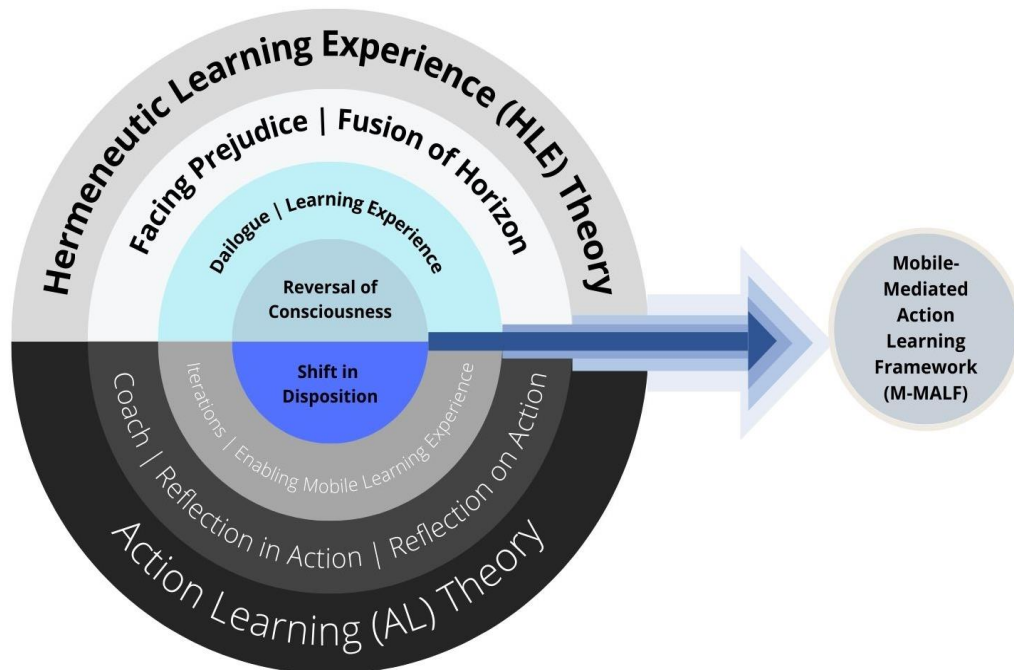 Hermeneutic Learning Experience (HLE) Theory
Facing Prejudice | Fusion of Horizon
Dailogue | Learning Experience
Reversal of
Consciousness
Shift in
Disposition
Iterations | Enabling Mobile Learning Experience
Coach | Reflection in Action | Reflection on Action
Action Learning (AL) Theory
Mobile-
Mediated
Action
Learning
Framework
(M-MALF)